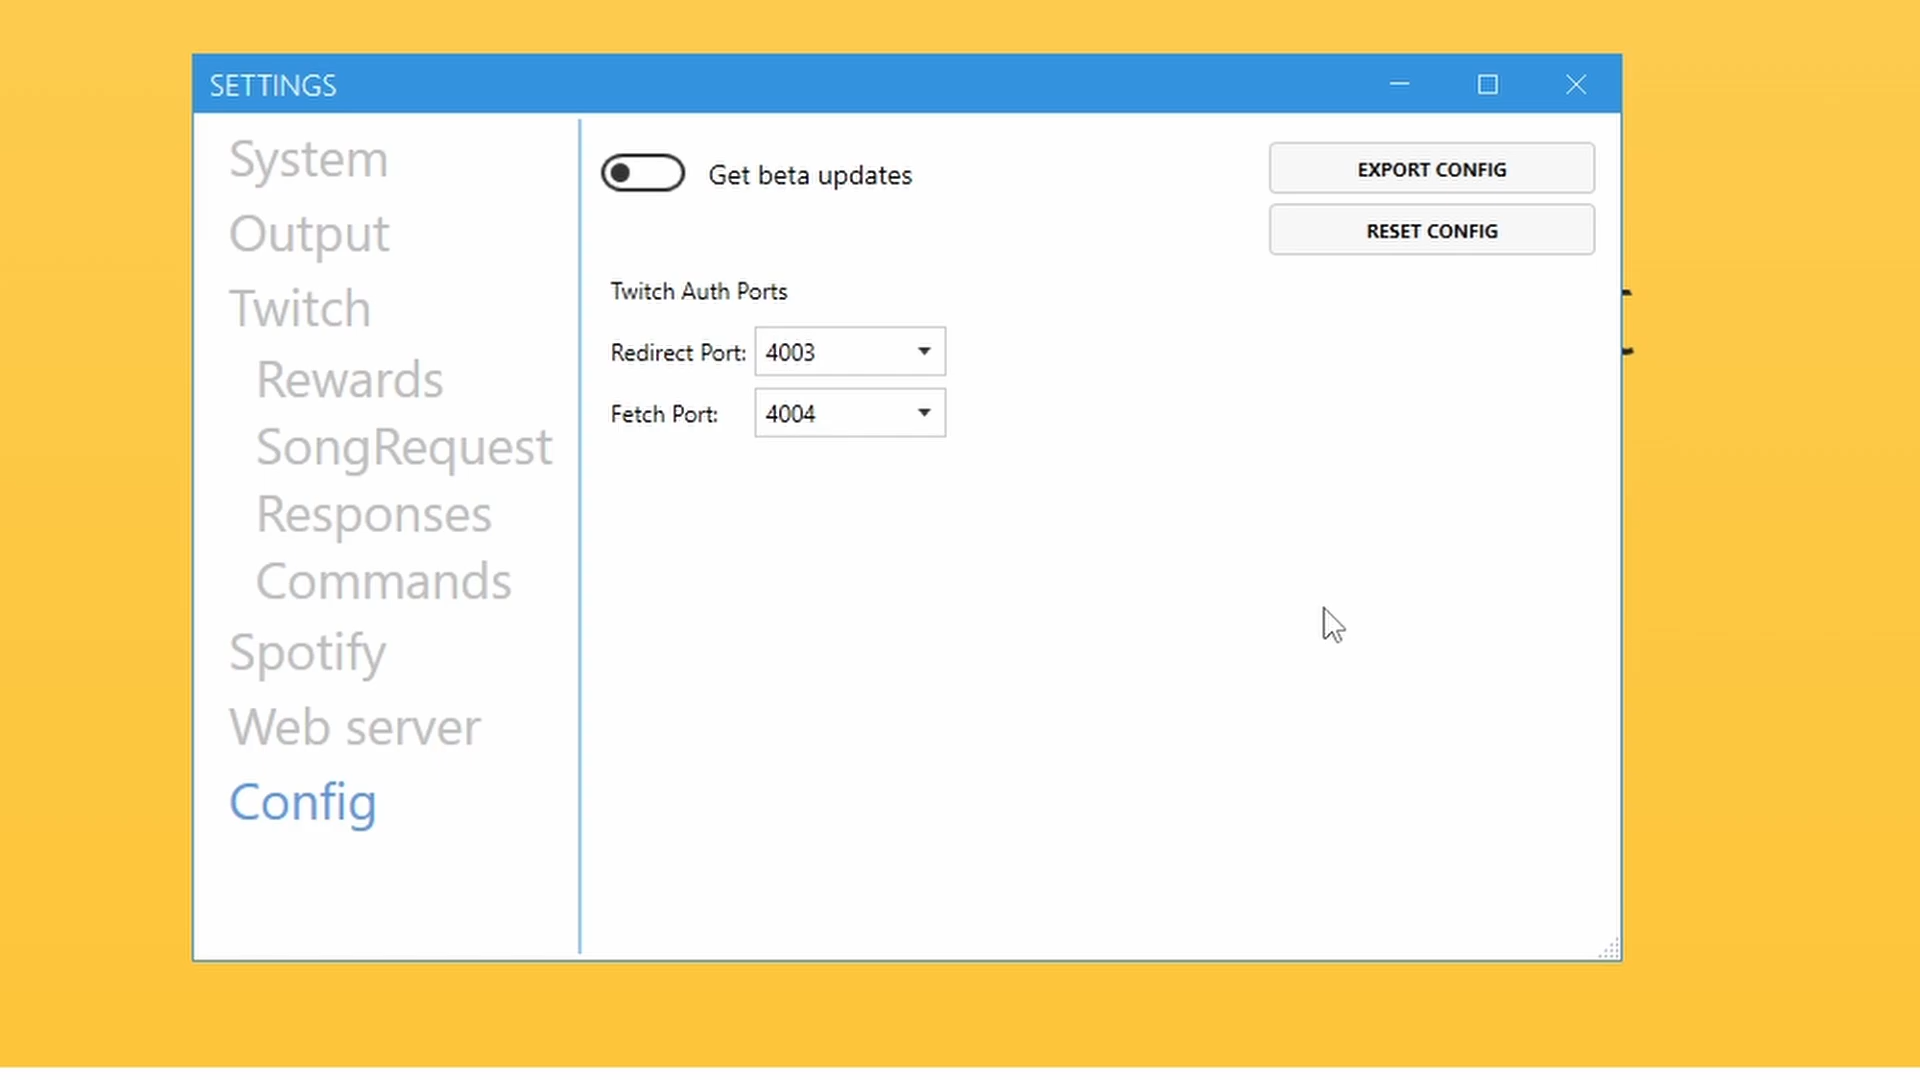 SETTINGS
System
Output
Twitch
Rewards
SongRequest
Responses
Commands
Spotify
Web server
Config
Get beta updates
EXPORT CONFIG
RESET CONFIG
Twitch Auth Ports
Redirect Port: 4003
Fetch Port: 4004